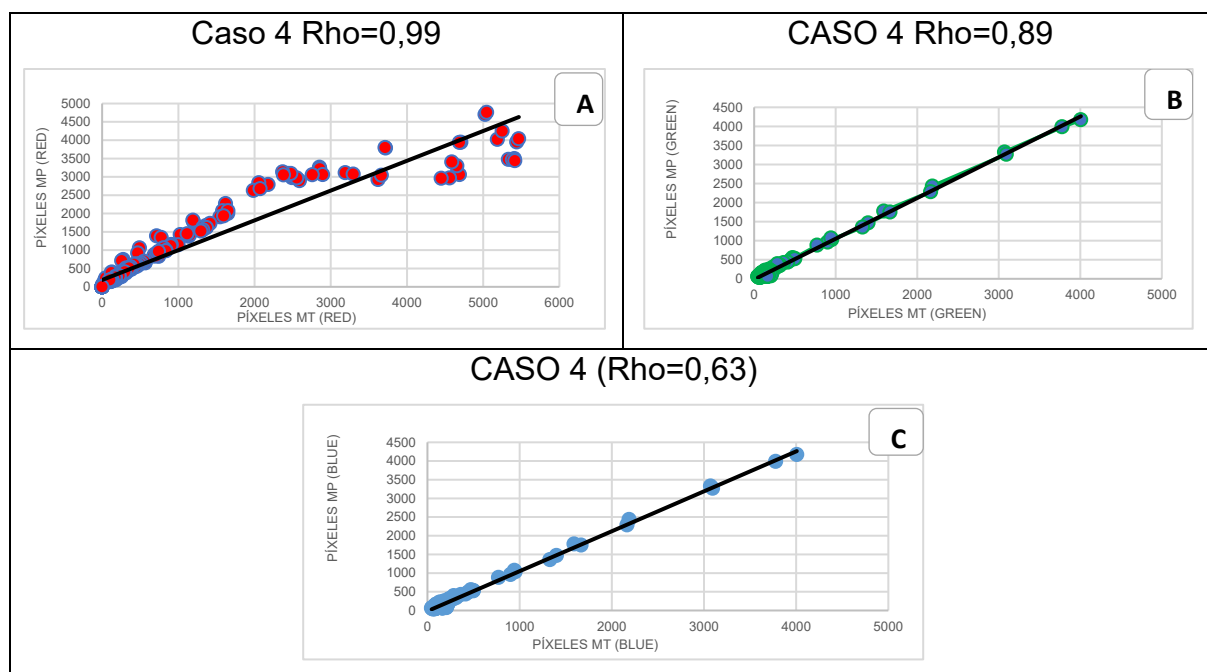 Caso 4 Rho=0,99
A
PÍXELES MP (RED)
5000
4500
4000
3500
3000
2500
2000
1500
1000
500
0
0 1000 2000 3000 4000 5000 6000
PÍXELES MT (RED)
CASO 4 Rho=0,89
B
PÍXELES MP (GREEN)
4500
4000
3500
3000
2500
2000
1500
1000
500
0
0 1000 2000 3000 4000 5000
PÍXELES MT (GREEN)
CASO 4 (Rho=0,63)
C
PÍXELES MP (BLUE)
4500
4000
3500
3000
2500
2000
1500
1000
500
0
0 1000 2000 3000 4000 5000
PÍXELES MT (BLUE)